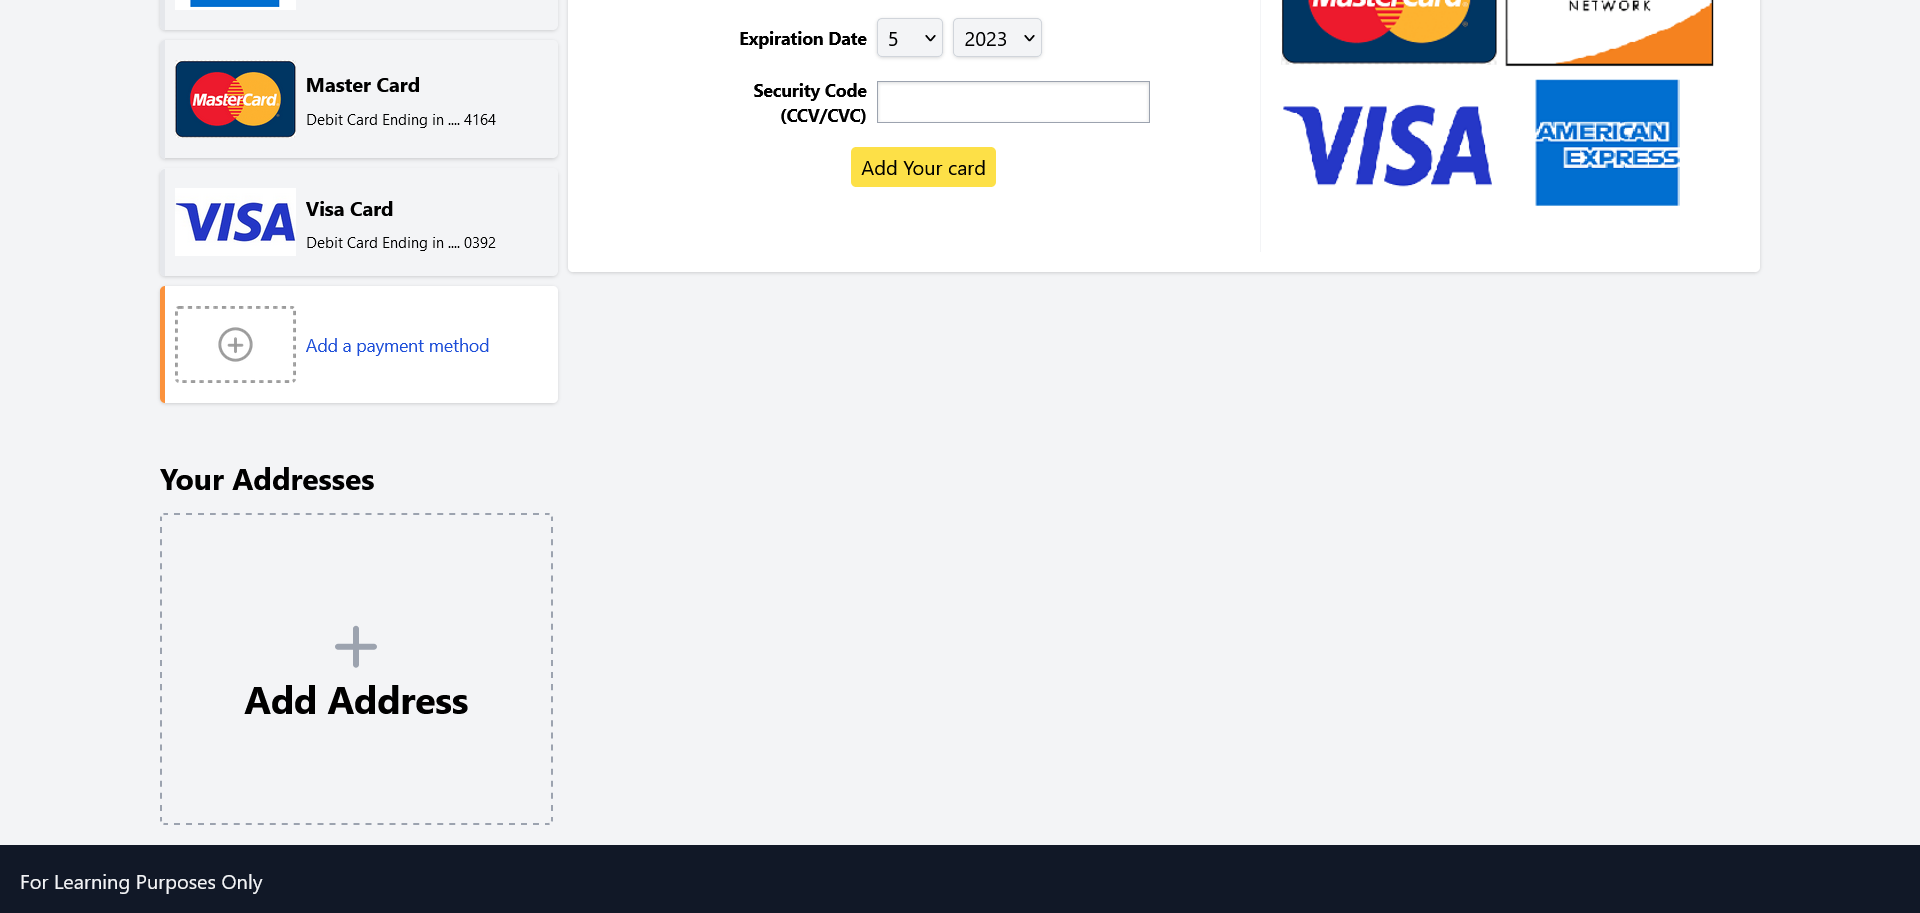 Master Card
Debit Card Ending in .... 4164
Visa Card
Debit Card Ending in .... 0392
Add a payment method
Expiration Date
5
2023
Security Code
(CCV/CVC)
Add Your card
MasterCard
MasterCard
NETWORK
VISA
VISA
AMERICAN
EXPRESS
Your Addresses
Add Address
For Learning Purposes Only